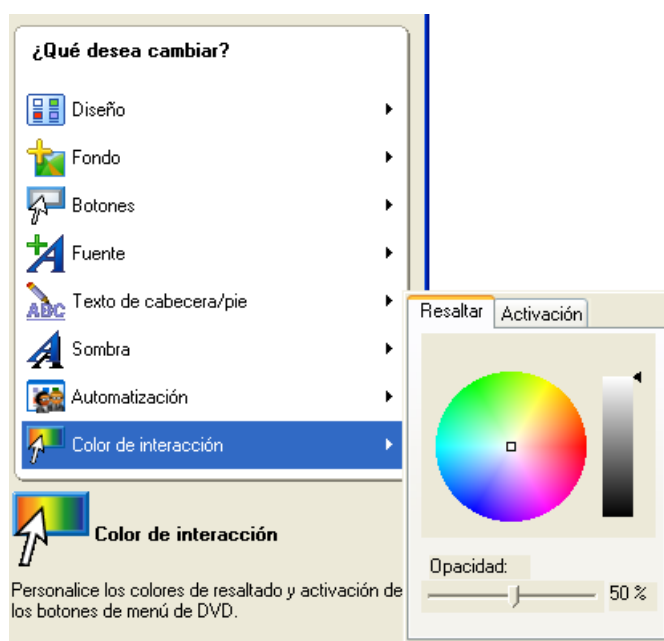 ¿Qué desea cambiar?
Diseño
Fondo
Botones
Fuente
ABC Texto de cabecera/pie
Sombra
Automatización
Color de interacción
Resaltar Activación
Color de interacción
Personalice los colores de resaltado y activación de
los botones de menú de DVD.
Opacidad:
50 %